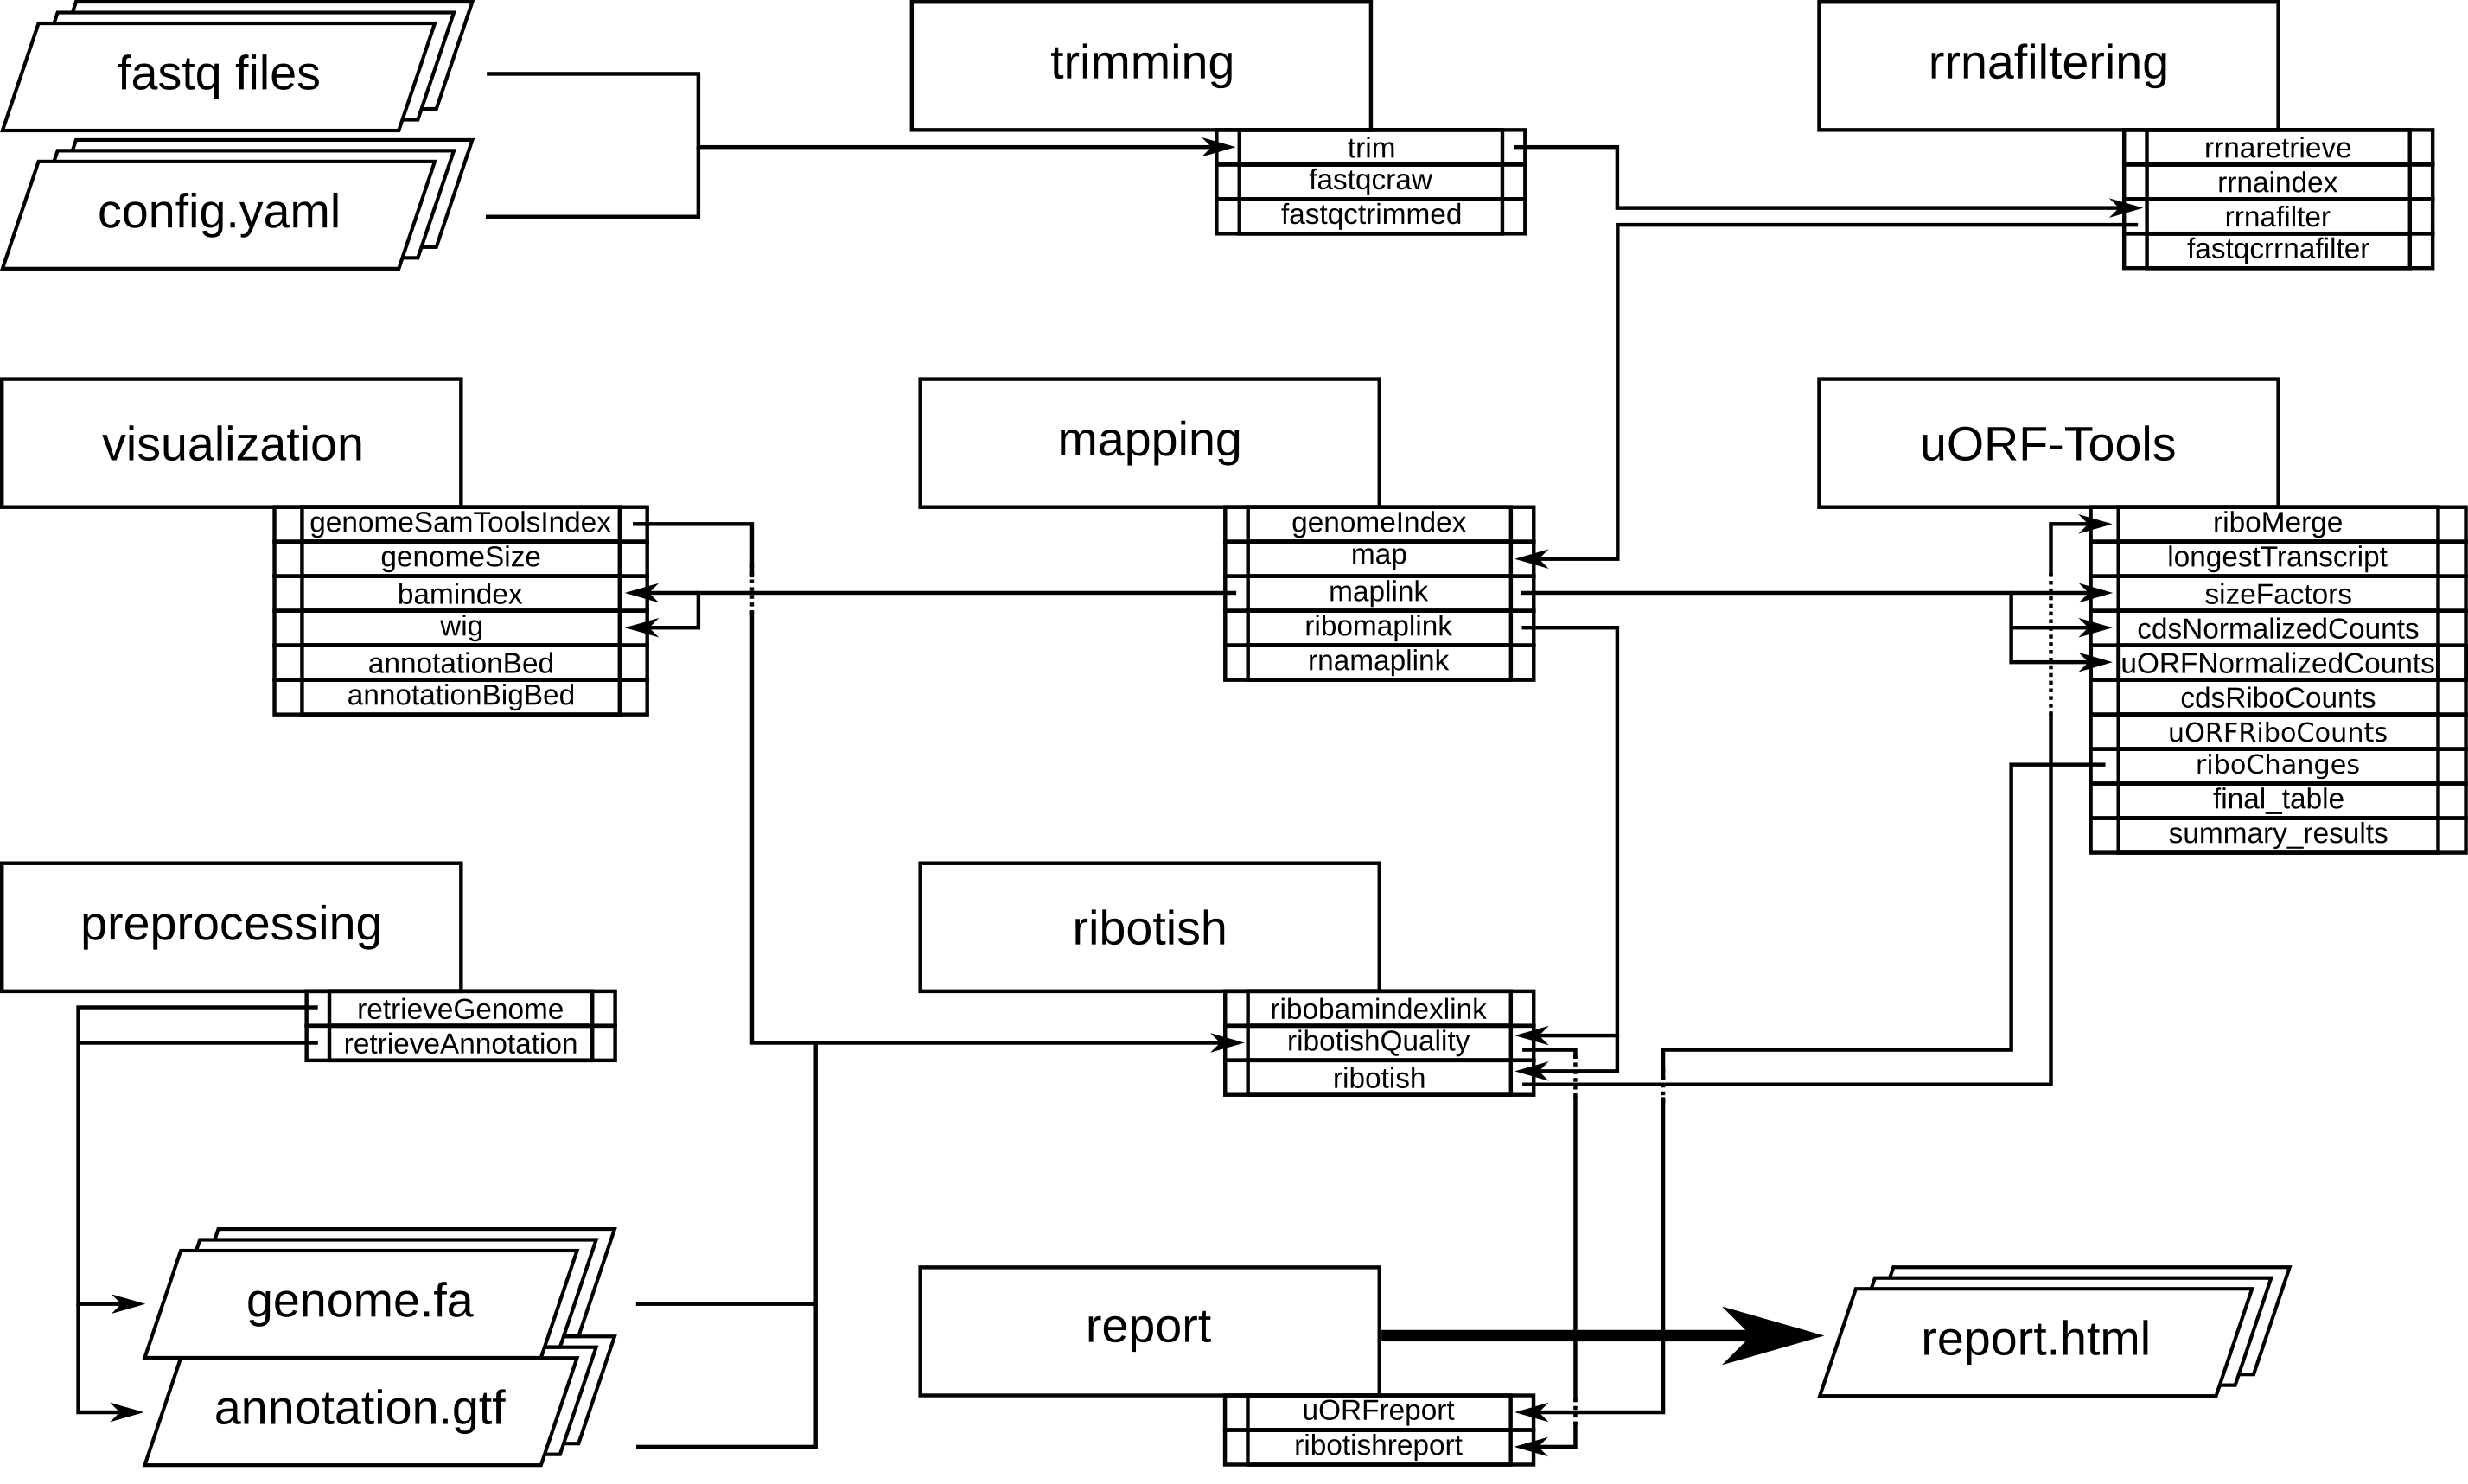 fastq files
config.yaml
trimming
trim
fastqcraw
fastqctrimmed
rrnafiltering
rrnaretrieve
rrnaindex
rrnafilter
fastqcrrnafilter
visualization
genomeSamToolsIndex
genomeSize
bamindex
wig
annotationBed
annotationBigBed
mapping
genomeIndex
map
maplink
ribomaplink
rnamaplink
uORF-Tools
riboMerge
longestTranscript
sizeFactors
cdsNormalizedCounts
uORFNormalizedCounts
cdsRiboCounts
uORFRiboCounts
riboChanges
final_table
summary_results
preprocessing
retrieveGenome
retrieveAnnotation
ribotish
ribobamindexlink
ribotishQuality
ribotish
genome.fa
annotation.gtf
report
uORFreport
ribotishreport
report.html